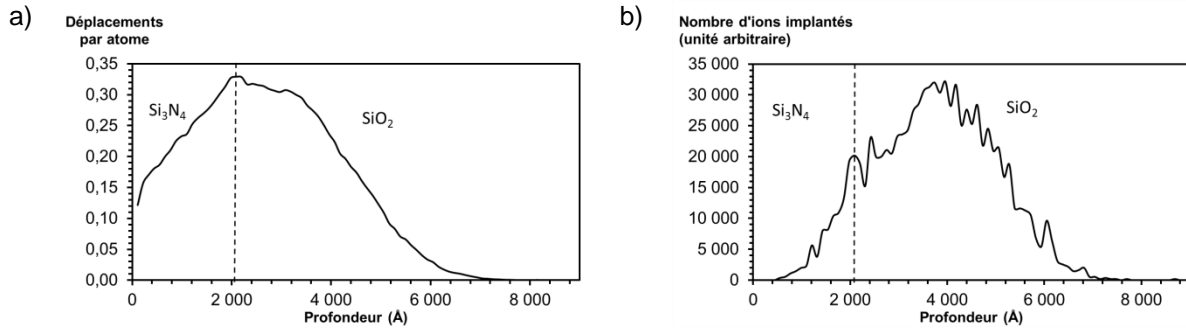 a)
Déplacements
par atome
0,35
0,30
0,25
0,20
0,15
0,10
0,05
0,00
Si3N4
SiO2
0
2 000
4 000
6 000
8 000
Profondeur (Å)
b)
Nombre d'ions implantés
(unité arbitraire)
35 000
30 000
25 000
20 000
15 000
10 000
5 000
0
Si3N4
SiO2
0
2 000
4 000
6 000
8 000
Profondeur (Å)